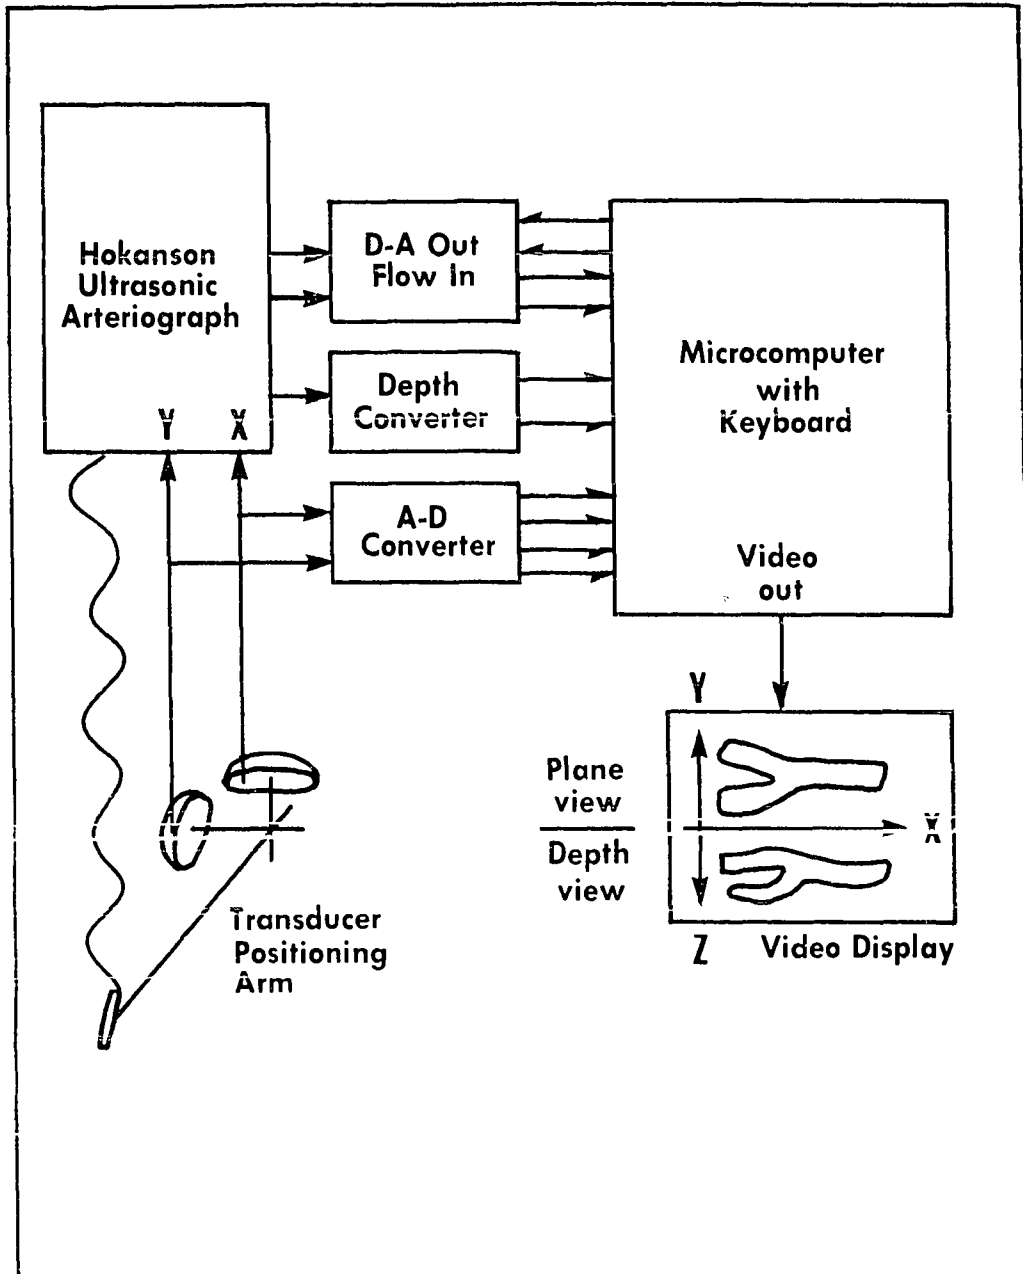 Hokanson
Ultrasonic
Arteriograph
Y X
D-A Out
Flow In
Depth
Converter
A-D
Converter
Microcomputer
with
Keyboard
Video
out
Transducer
Positioning
Arm
Plane
view
Depth
view
Y
X
Z
Video Display